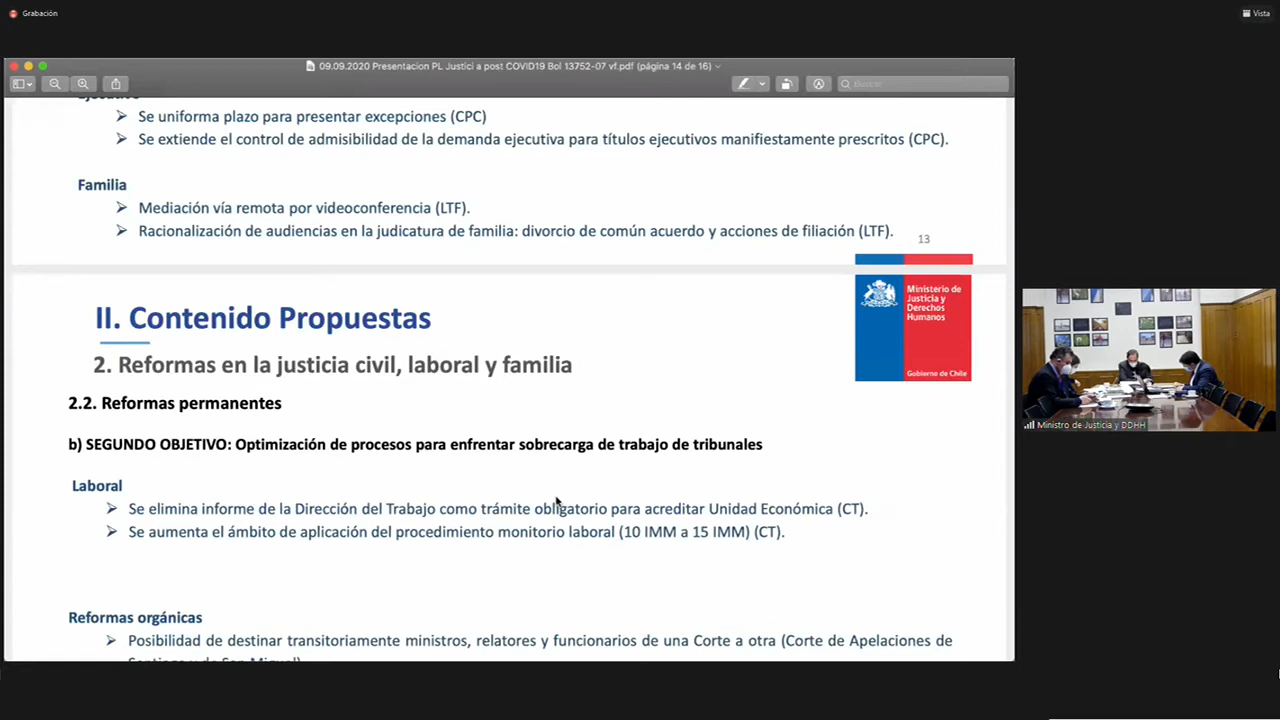 Grabación
Vista
09.09.2020 Presentacion PL Justici a post COVID19 Bol 13752-07 vf.pdf (página 14 de 16)
Buscar
Ejecutivo
Se uniforma plazo para presentar excepciones (CPC)
Se extiende el control de admisibilidad de la demanda ejecutiva para títulos ejecutivos manifiestamente prescritos (CPC).
Familia
Mediación vía remota por videoconferencia (LTF).
Racionalización de audiencias en la judicatura de familia: divorcio de común acuerdo y acciones de filiación (LTF).
13
II. Contenido Propuestas
Ministerio de
Justicia y
Derechos
Humanos
Gobierno de Chile
2. Reformas en la justicia civil, laboral y familia
2.2. Reformas permanentes
b) SEGUNDO OBJETIVO: Optimización de procesos para enfrentar sobrecarga de trabajo de tribunales
Laboral
Se elimina informe de la Dirección del Trabajo como trámite obligatorio para acreditar Unidad Económica (CT).
Se aumenta el ámbito de aplicación del procedimiento monitorio laboral (10 IMM a 15 IMM) (CT).
Reformas orgánicas
Posibilidad de destinar transitoriamente ministros, relatores y funcionarios de una Corte a otra (Corte de Apelaciones de
Santiago y de San Miguel)
Ministro de Justicia y DDHH